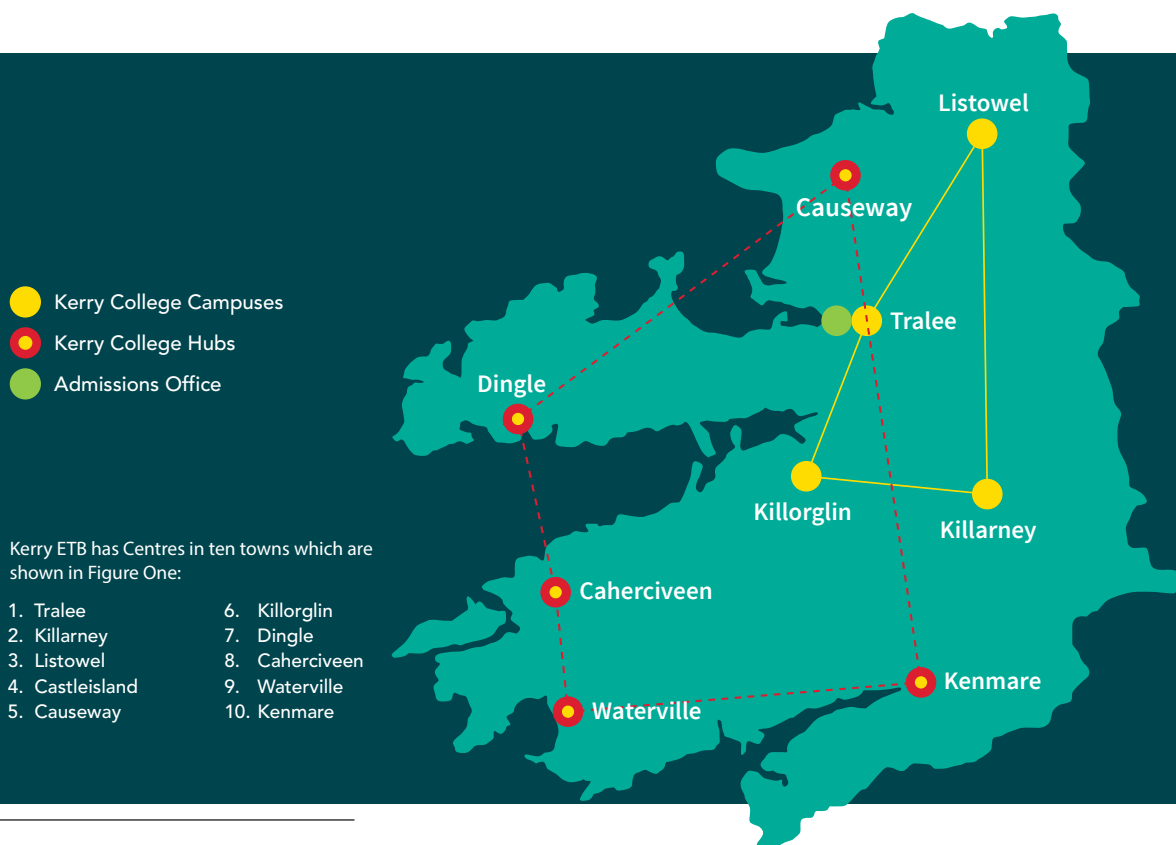 Listowel
Causeway
Kerry College Campuses
Tralee
Kerry College Hubs
Admissions Office
Dingle
Killorglin
Killarney
Kerry ETB has Centres in ten towns which are
shown in Figure One:
Caherciveen
1. Tralee
2. Killarney
3. Listowel
4. Castleisland
5. Causeway
6. Killorglin
7. Dingle
8. Caherciveen
9. Waterville
10. Kenmare
Kenmare
Waterville